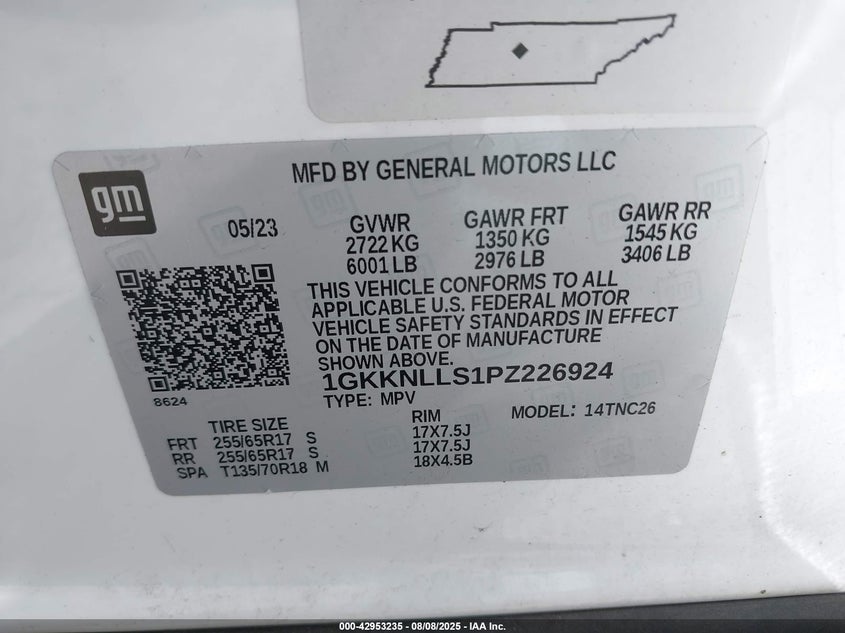 gm
MFD BY GENERAL MOTORS LLC
05/23
GVWR
2722 KG
6001 LB
GAWR FRT
1350 KG
2976 LB
GAWR RR
1545 KG
3406 LB
THIS VEHICLE CONFORMS TO ALL
APPLICABLE U.S. FEDERAL MOTOR
VEHICLE SAFETY STANDARDS IN EFFECT
ON THE DATE OF MANUFACTURE
SHOWN ABOVE.
1GKKNLLS1PZ226924
TYPE: MPV
MODEL: 14TNC26
8624
TIRE SIZE
RIM
FRT 255/65R17 S 17X7.5J
RR 255/65R17 S 17X7.5J
SPA T135/70R18 M 18X4.5B
000-42953235 - 08/08/2025 - IAA Inc.